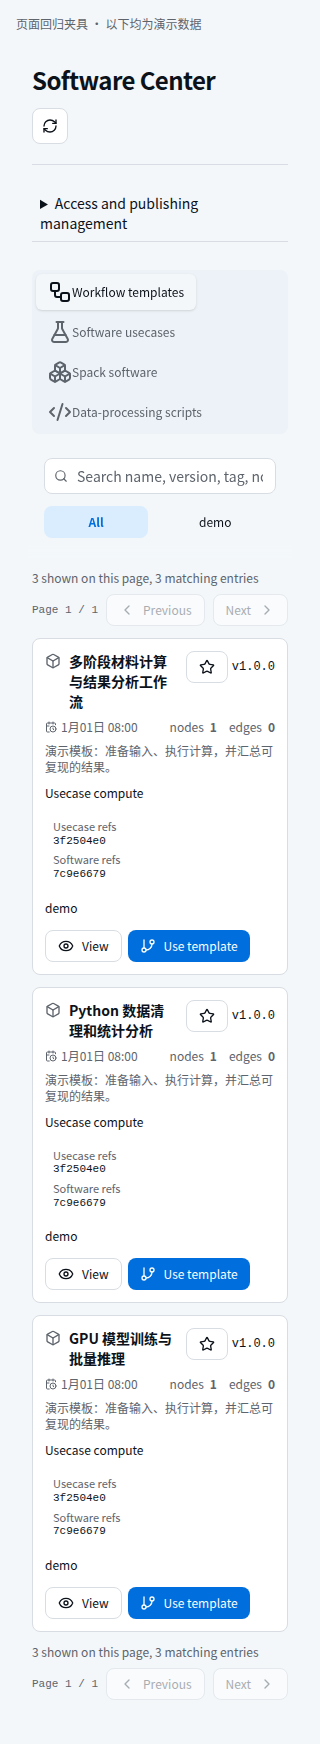 页面回归夹具 · 以下均为演示数据
Software Center
Access and publishing
management
Workflow templates
Software usecases
Spack software
Data-processing scripts
Search name, version, tag, no
All
demo
3 shown on this page, 3 matching entries
Page 1 / 1
Previous
Next
多阶段材料计算
与结果分析工作
流
v1.0.0
1月01日 08:00
nodes 1
edges 0
演示模板：准备输入、执行计算，并汇总可
复现的结果。
Usecase compute
Usecase refs
3f2504e0
Software refs
7c9e6679
demo
View
Use template
Python 数据清
理和统计分析
v1.0.0
1月01日 08:00
nodes 1
edges 0
演示模板：准备输入、执行计算，并汇总可
复现的结果。
Usecase compute
Usecase refs
3f2504e0
Software refs
7c9e6679
demo
View
Use template
GPU 模型训练与
批量推理
v1.0.0
1月01日 08:00
nodes 1
edges 0
演示模板：准备输入、执行计算，并汇总可
复现的结果。
Usecase compute
Usecase refs
3f2504e0
Software refs
7c9e6679
demo
View
Use template
3 shown on this page, 3 matching entries
Page 1 / 1
Previous
Next